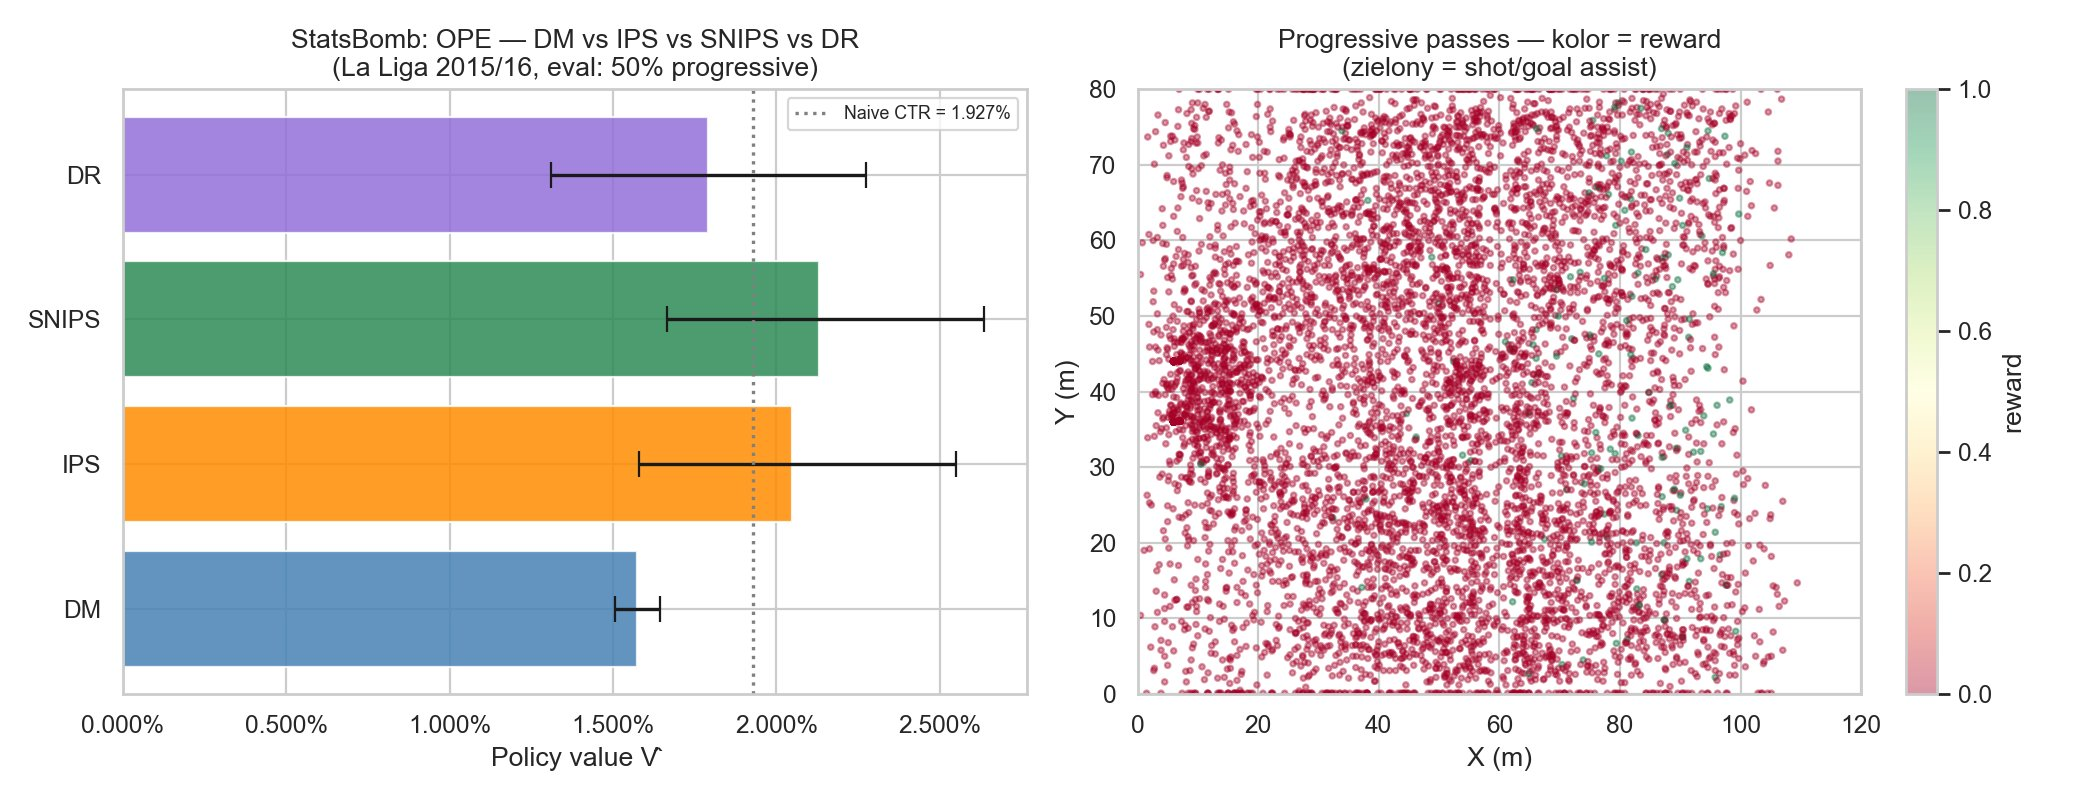 StatsBomb: OPE — DM vs IPS vs SNIPS vs DR
(La Liga 2015/16, eval: 50% progressive)
Naive CTR = 1.927%
DR
SNIPS
IPS
DM
0.000% 0.500% 1.000% 1.500% 2.000% 2.500%
Policy value V̂
Progressive passes — kolor = reward
(zielony = shot/goal assist)
80
70
60
50
40
30
20
10
0
Y (m)
0 20 40 60 80 100 120
X (m)
1.0
0.8
0.6
0.4
0.2
0.0
reward